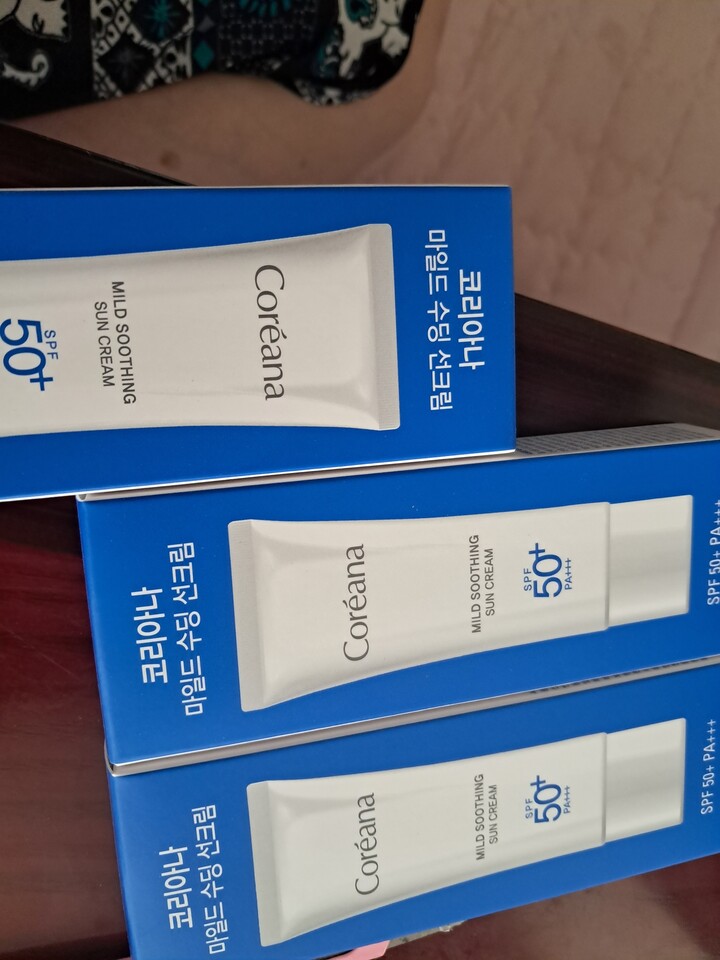 코리아나
마일드 수딩 선크림
Coréana
MILD SOOTHING
SUN CREAM
SPF
50+
코리아나
마일드 수딩 선크림
Coréana
MILD SOOTHING
SUN CREAM
SPF
50+
PA+++
SPF 50+ PA+++
코리아나
마일드 수딩 선크림
Coréana
MILD SOOTHING
SUN CREAM
SPF
50+
PA+++
SPF 50+ PA+++